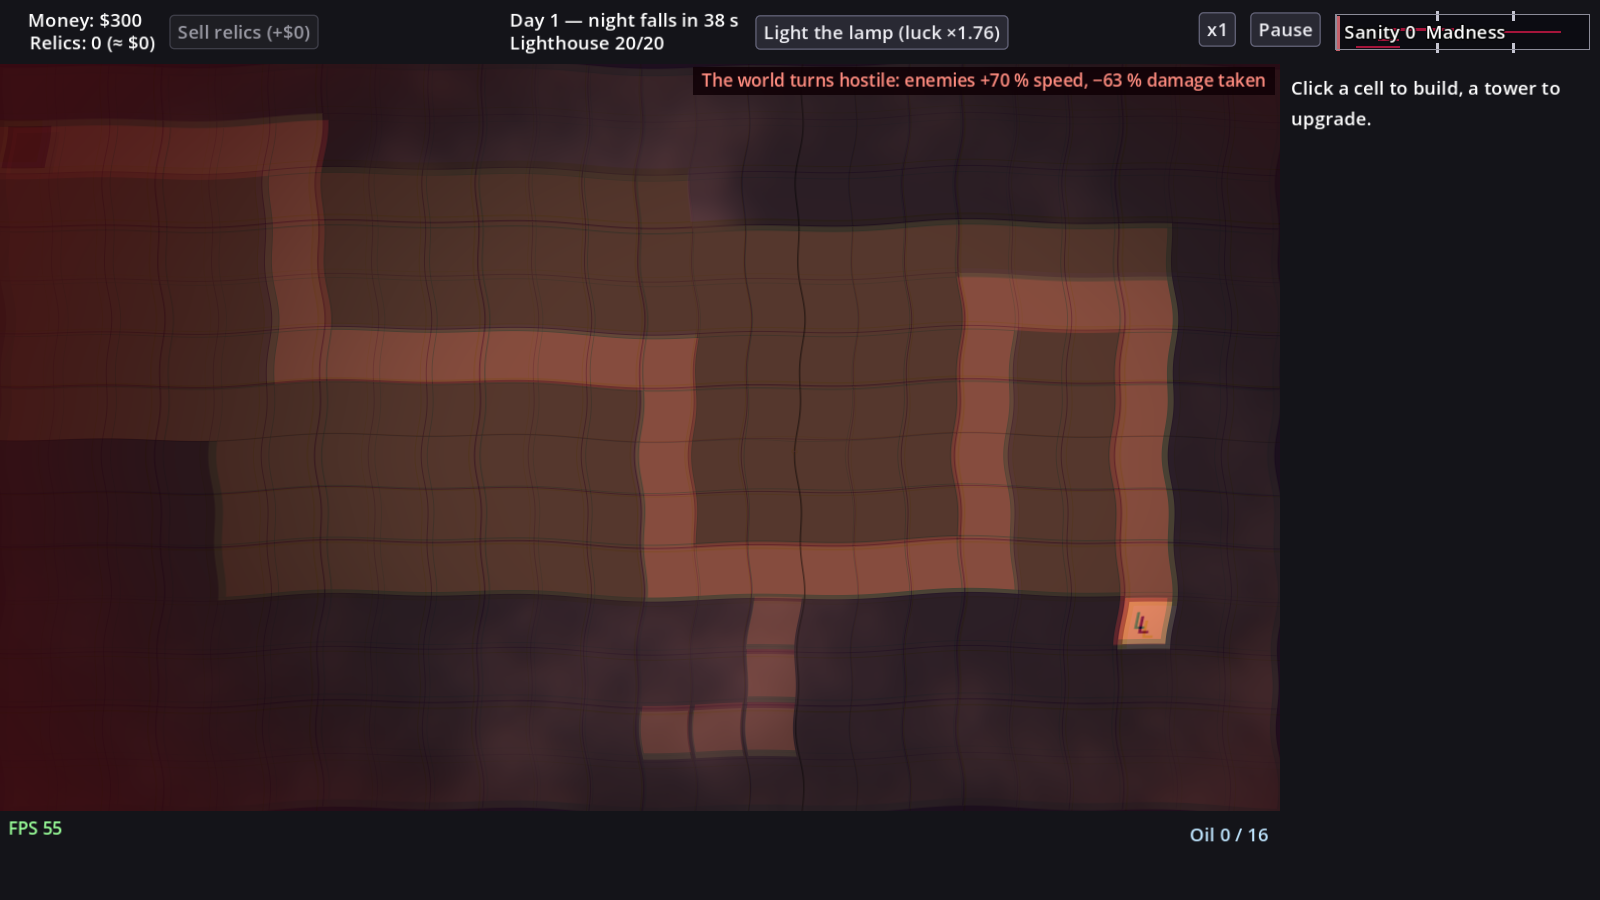 Money: $300
Relics: 0 (≈ $0)
Sell relics (+$0)
Day 1 — night falls in 38 s
Lighthouse 20/20
Light the lamp (luck ×1.76)
x1
Pause
Sanity 0 Madness
The world turns hostile: enemies +70 % speed, −63 % damage taken
Click a cell to build, a tower to
upgrade.
L
FPS 55
Oil 0 / 16